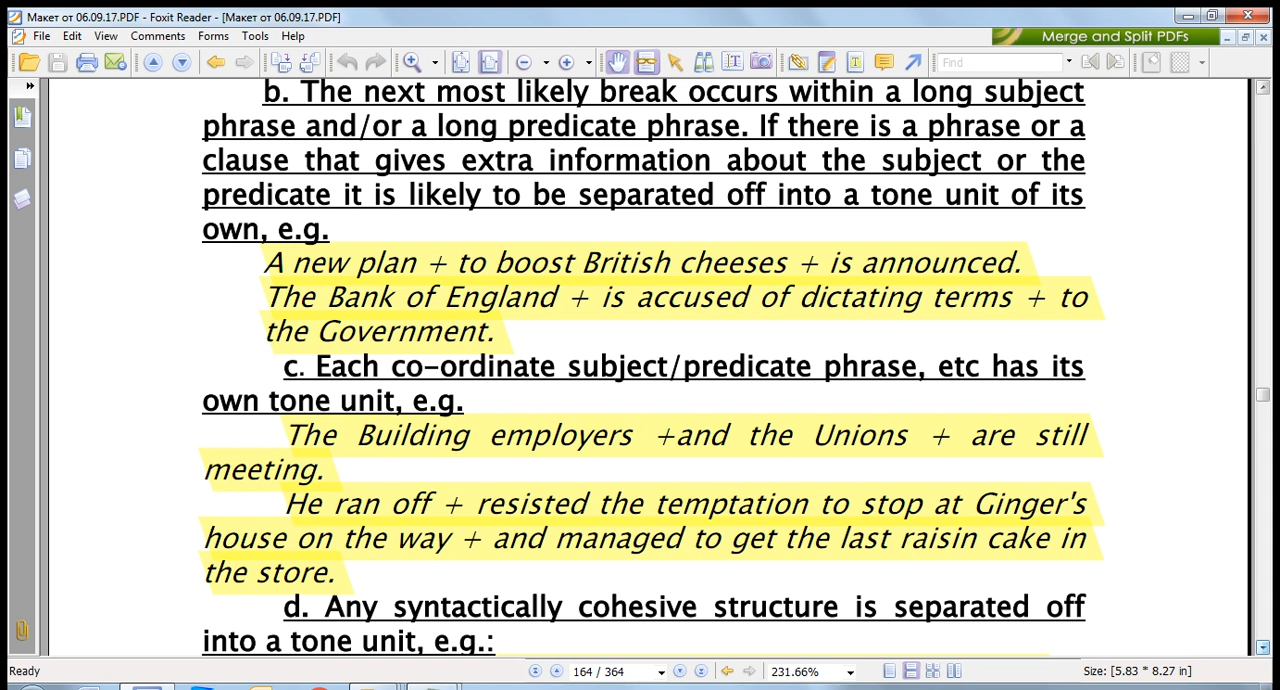 Макет от 06.09.17.PDF - Foxit Reader - [Макет от 06.09.17.PDF]
File Edit View Comments Forms Tools Help
Merge and Split PDFs
Find
b. The next most likely break occurs within a long subject
phrase and/or a long predicate phrase. If there is a phrase or a
clause that gives extra information about the subject or the
predicate it is likely to be separated off into a tone unit of its
own, e.g.
A new plan + to boost British cheeses + is announced.
The Bank of England + is accused of dictating terms + to
the Government.
c. Each co-ordinate subject/predicate phrase, etc has its
own tone unit, e.g.
The Building employers +and the Unions + are still
meeting.
He ran off + resisted the temptation to stop at Ginger's
house on the way + and managed to get the last raisin cake in
the store.
d. Any syntactically cohesive structure is separated off
into a tone unit, e.g.:
Ready 164 / 364 231.66% Size: [5.83 * 8.27 in]